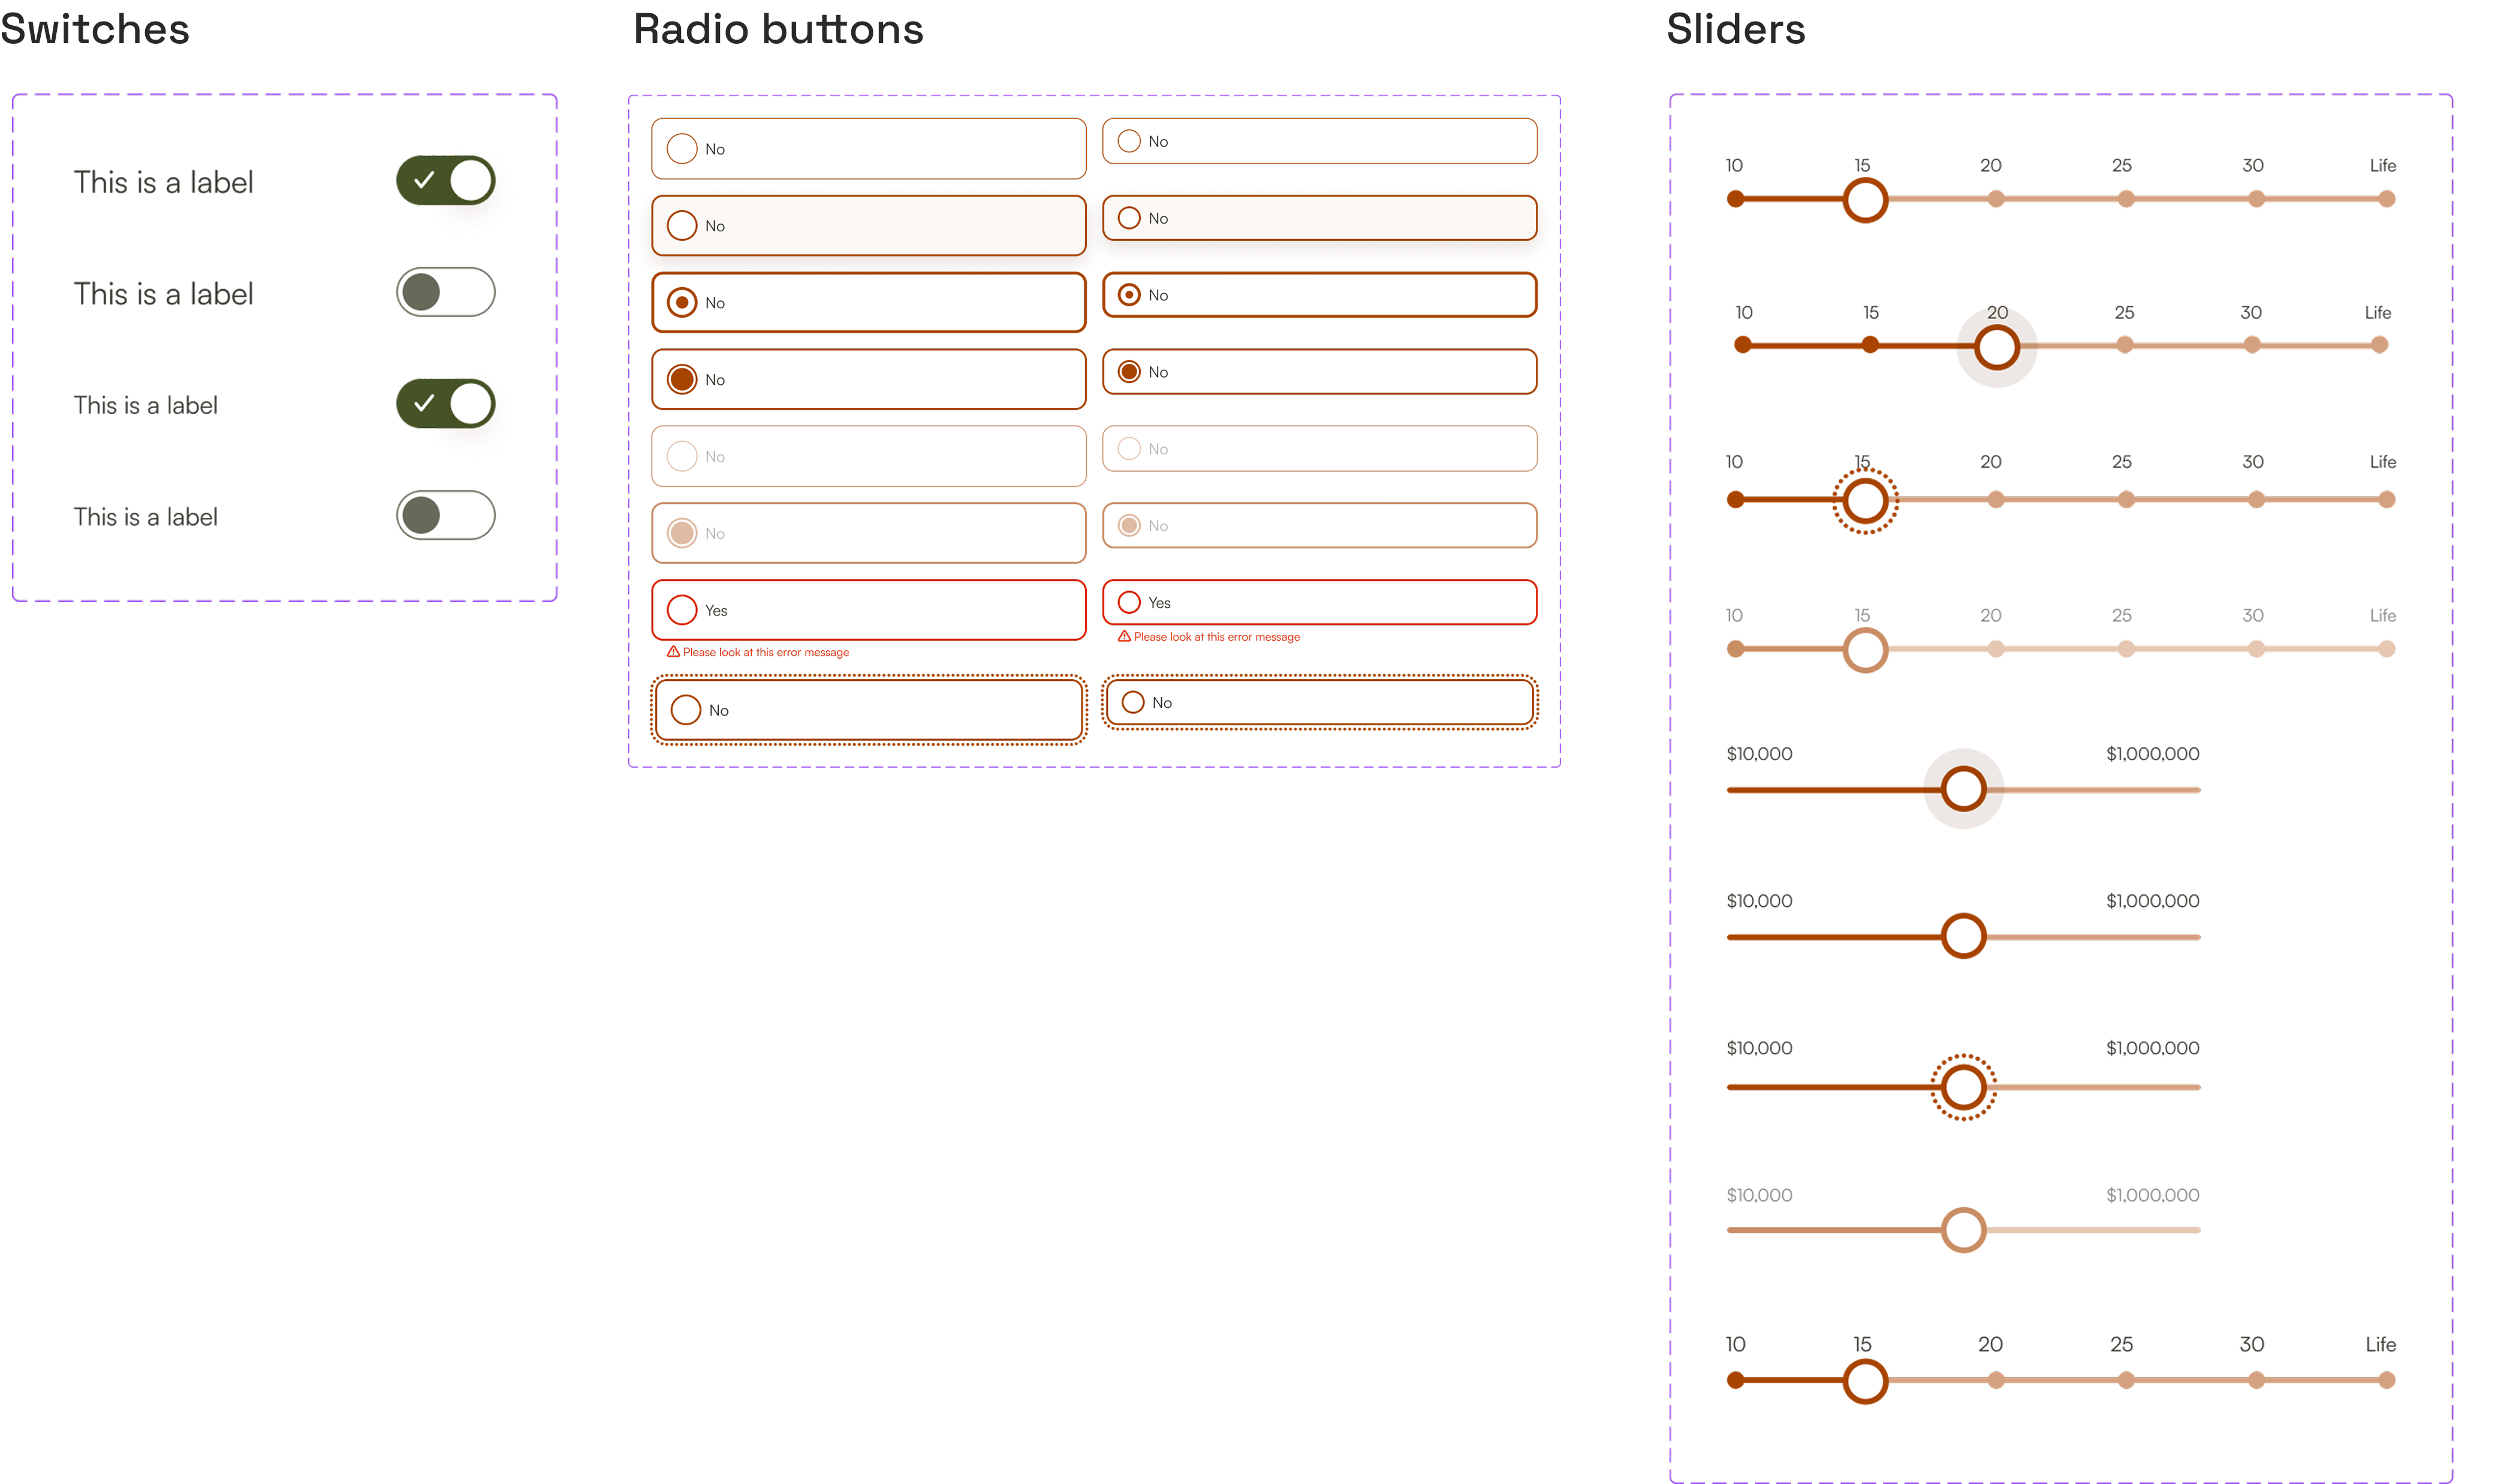 Switches
This is a label
This is a label
This is a label
This is a label
Radio buttons
No
No
No
No
No
No
No
No
No
No
No
No
Yes
Yes
Please look at this error message
Please look at this error message
No
No
Sliders
10 15 20 25 30 Life
10 15 20 25 30 Life
10 15 20 25 30 Life
10 15 20 25 30 Life
$10,000 $1,000,000
$10,000 $1,000,000
$10,000 $1,000,000
$10,000 $1,000,000
10 15 20 25 30 Life